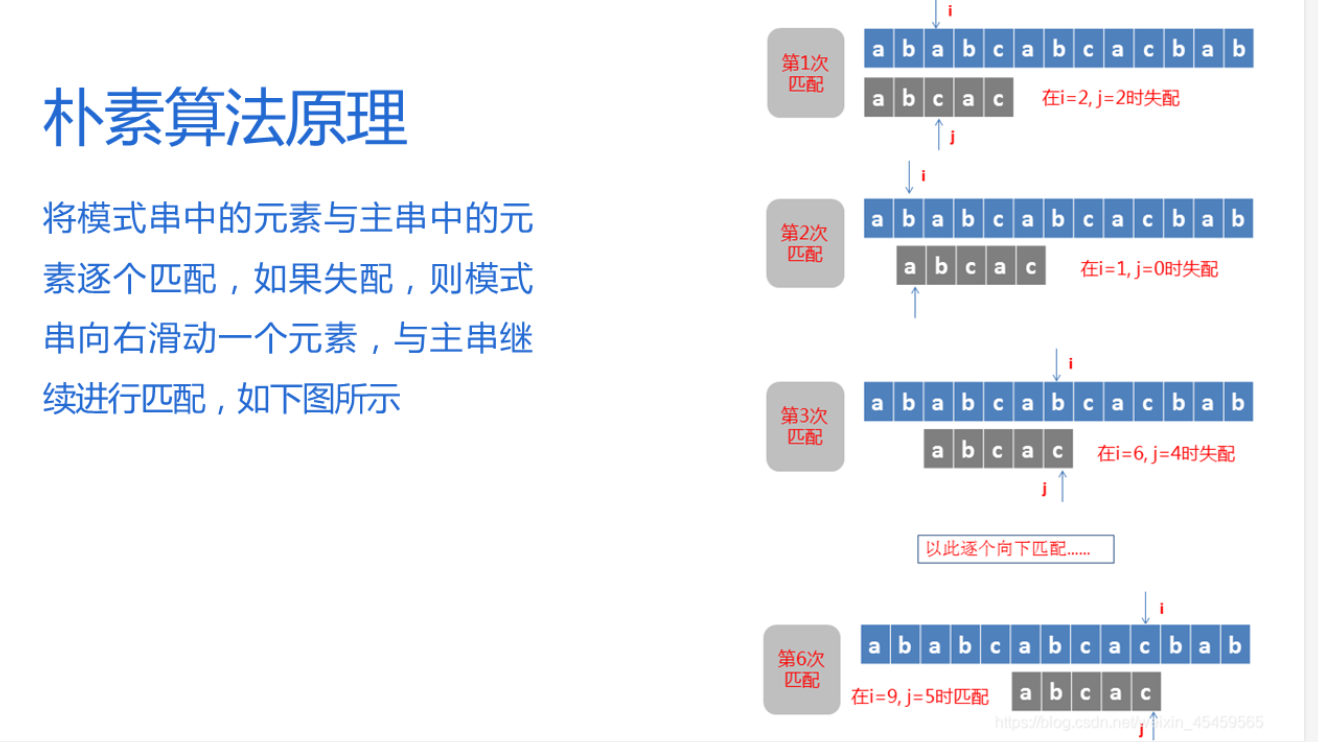 朴素算法原理
将模式串中的元素与主串中的元
素逐个匹配，如果失配，则模式
串向右滑动一个元素，与主串继
续进行匹配，如下图所示
i
第1次
匹配
a b a b c a b c a c b a b
a b c a c
在i=2, j=2时失配
j
i
第2次
匹配
a b a b c a b c a c b a b
a b c a c
在i=1, j=0时失配
i
第3次
匹配
a b a b c a b c a c b a b
a b c a c
在i=6, j=4时失配
j
以此逐个向下匹配......
i
第6次
匹配
a b a b c a b c a c b a b
在i=9, j=5时匹配
a b c a c
j
https://blog.csdn.net/weixin_45459565